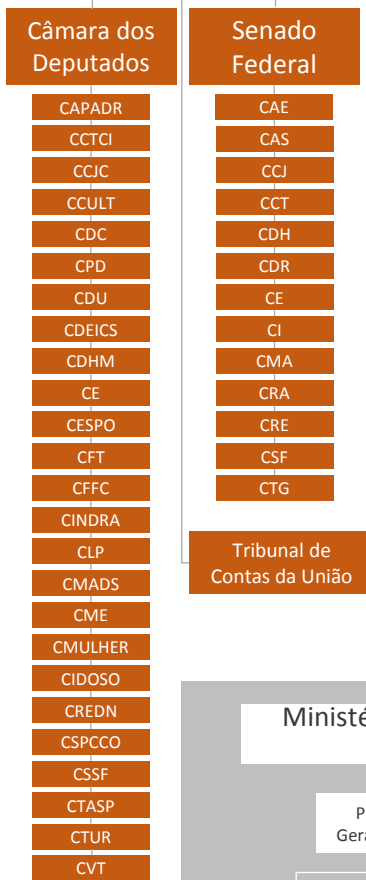 Câmara dos
Deputados
CAPADR
CCTCI
CCJC
CCULT
CDC
CPD
CDU
CDEICS
CDHM
CE
CESPO
CFT
CFFC
CINDRA
CLP
CMADS
CME
CMULHER
CIDOSO
CREDN
CSPCCO
CSSF
CTASP
CTUR
CVT
Senado
Federal
CAE
CAS
CCJ
CCT
CDH
CDR
CE
CI
CMA
CRA
CRE
CSF
CTG
Tribunal de
Contas da União